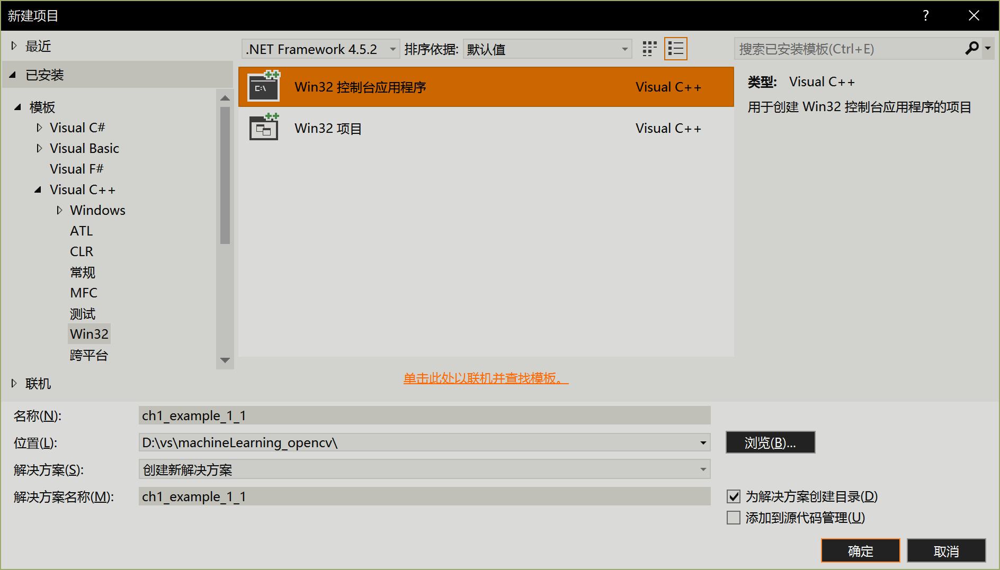 新建项目
?
最近
.NET Framework 4.5.2 排序依据: 默认值
搜索已安装模板(Ctrl+E)
已安装
模板
Visual C#
Visual Basic
Visual F#
Visual C++
Windows
ATL
CLR
常规
MFC
测试
Win32
跨平台
联机
C:\
Win32 控制台应用程序 Visual C++
Win32 项目 Visual C++
类型: Visual C++
用于创建 Win32 控制台应用程序的项目
单击此处以联机并查找模板。
名称(N): ch1_example_1_1
位置(L): D:\vs\machineLearning_opencv\ 浏览(B)...
解决方案(S): 创建新解决方案
解决方案名称(M): ch1_example_1_1
为解决方案创建目录(D)
添加到源代码管理(U)
确定 取消